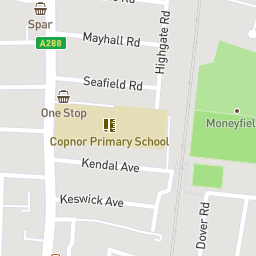 Spar
A288
Mayhall Rd
Highgate Rd
Seafield Rd
One Stop
Moneyfiel
Copnor Primary School
Kendal Ave
Keswick Ave
Dover Rd